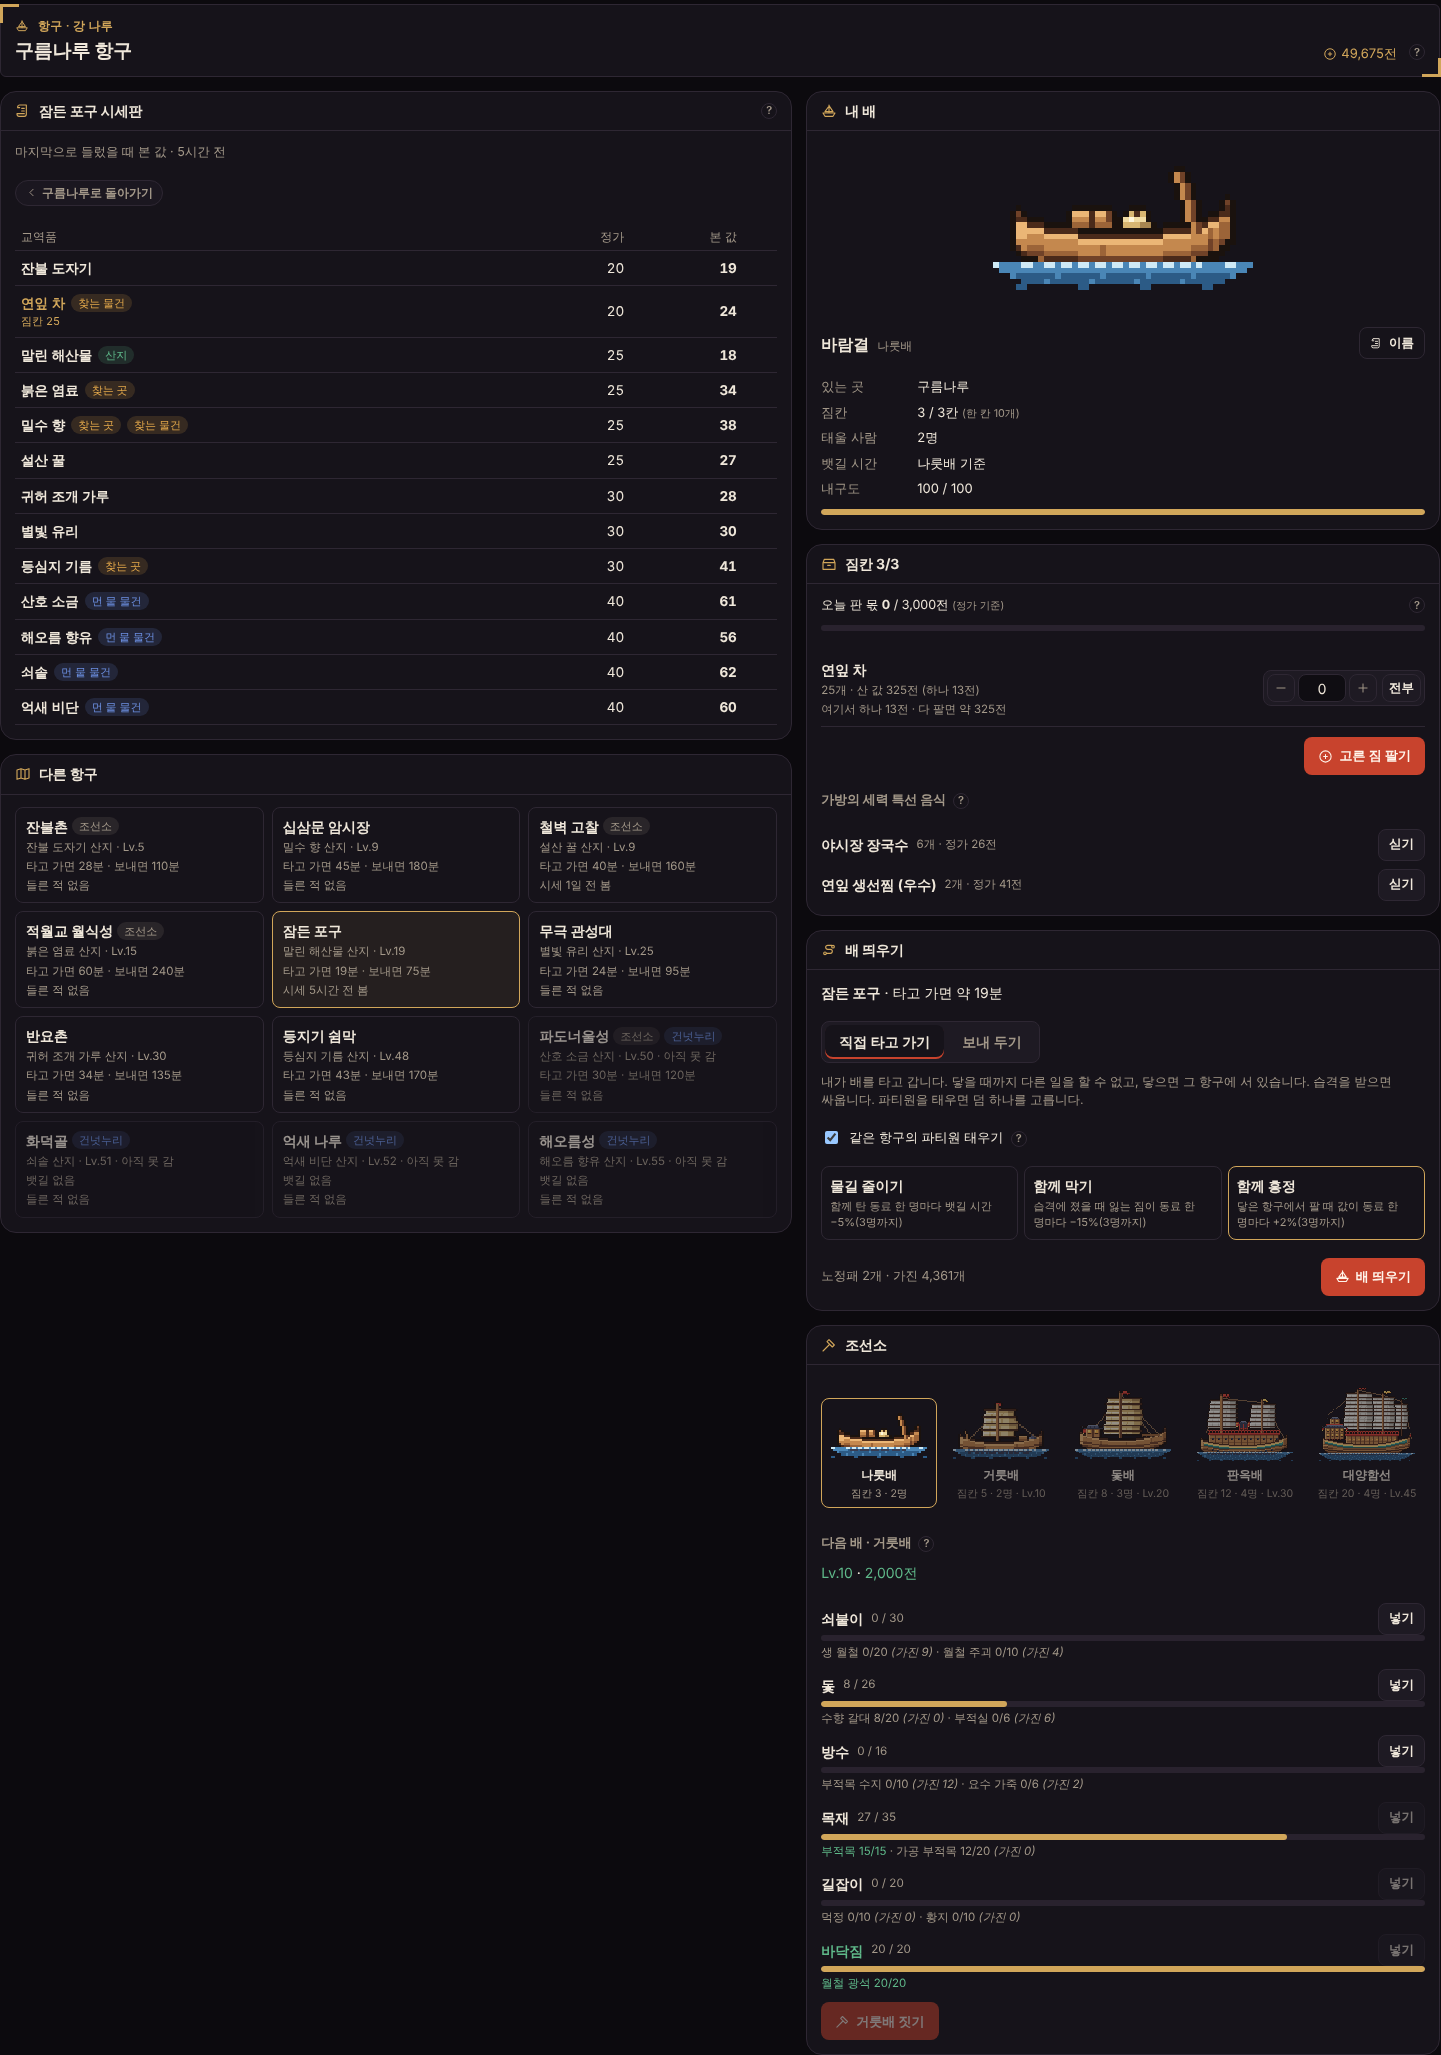 항구 · 강 나루
구름나루 항구
49,675전 ?
잠든 포구 시세판 ?
마지막으로 들렀을 때 본 값 · 5시간 전
구름나루로 돌아가기
교역품 정가 본 값
잔불 도자기 20 19
연잎 차 찾는 물건 20 24
짐칸 25
말린 해산물 산지 25 18
붉은 염료 찾는 곳 25 34
밀수 향 찾는 곳 찾는 물건 25 38
설산 꿀 25 27
귀허 조개 가루 30 28
별빛 유리 30 30
등심지 기름 찾는 곳 30 41
산호 소금 먼 뭍 물건 40 61
해오름 향유 먼 뭍 물건 40 56
쇠솥 먼 뭍 물건 40 62
억새 비단 먼 뭍 물건 40 60
다른 항구
잔불촌 조선소
잔불 도자기 산지 · Lv.5
타고 가면 28분 · 보내면 110분
들른 적 없음
십삼문 암시장
밀수 향 산지 · Lv.9
타고 가면 45분 · 보내면 180분
들른 적 없음
철벽 고찰 조선소
설산 꿀 산지 · Lv.9
타고 가면 40분 · 보내면 160분
시세 1일 전 봄
적월교 월식성 조선소
붉은 염료 산지 · Lv.15
타고 가면 60분 · 보내면 240분
들른 적 없음
잠든 포구
말린 해산물 산지 · Lv.19
타고 가면 19분 · 보내면 75분
시세 5시간 전 봄
무극 관성대
별빛 유리 산지 · Lv.25
타고 가면 24분 · 보내면 95분
들른 적 없음
반요촌
귀허 조개 가루 산지 · Lv.30
타고 가면 34분 · 보내면 135분
들른 적 없음
등지기 쉼막
등심지 기름 산지 · Lv.48
타고 가면 43분 · 보내면 170분
들른 적 없음
파도너울성 조선소 건넛누리
산호 소금 산지 · Lv.50 · 아직 못 감
타고 가면 30분 · 보내면 120분
들른 적 없음
화덕골 건넛누리
쇠솥 산지 · Lv.51 · 아직 못 감
뱃길 없음
들른 적 없음
억새 나루 건넛누리
억새 비단 산지 · Lv.52 · 아직 못 감
뱃길 없음
들른 적 없음
해오름성 건넛누리
해오름 향유 산지 · Lv.55 · 아직 못 감
뱃길 없음
들른 적 없음
내 배
바람결 나룻배
이름
있는 곳 구름나루
짐칸 3 / 3칸 (한 칸 10개)
태울 사람 2명
뱃길 시간 나룻배 기준
내구도 100 / 100
짐칸 3/3
오늘 판 몫 0 / 3,000전 (정가 기준) ?
연잎 차
25개 · 산 값 325전 (하나 13전)
여기서 하나 13전 · 다 팔면 약 325전
− 0 + 전부
고른 짐 팔기
가방의 세력 특선 음식 ?
야시장 장국수 6개 · 정가 26전 싣기
연잎 생선찜 (우수) 2개 · 정가 41전 싣기
배 띄우기
잠든 포구 · 타고 가면 약 19분
직접 타고 가기 보내 두기
내가 배를 타고 갑니다. 닿을 때까지 다른 일을 할 수 없고, 닿으면 그 항구에 서 있습니다. 습격을 받으면
싸웁니다. 파티원을 태우면 덤 하나를 고릅니다.
같은 항구의 파티원 태우기 ?
물길 줄이기
함께 탄 동료 한 명마다 뱃길 시간
−5%(3명까지)
함께 막기
습격에 졌을 때 잃는 짐이 동료 한
명마다 −15%(3명까지)
함께 흥정
닿은 항구에서 팔 때 값이 동료 한
명마다 +2%(3명까지)
노정패 2개 · 가진 4,361개
배 띄우기
조선소
나룻배
짐칸 3 · 2명
거룻배
짐칸 5 · 2명 · Lv.10
돛배
짐칸 8 · 3명 · Lv.20
판옥배
짐칸 12 · 4명 · Lv.30
대양함선
짐칸 20 · 4명 · Lv.45
다음 배 · 거룻배 ?
Lv.10 · 2,000전
쇠붙이 0 / 30 넣기
생 월철 0/20 (가진 9) · 월철 주괴 0/10 (가진 4)
돛 8 / 26 넣기
수향 갈대 8/20 (가진 0) · 부적실 0/6 (가진 6)
방수 0 / 16 넣기
부적목 수지 0/10 (가진 12) · 요수 가죽 0/6 (가진 2)
목재 27 / 35 넣기
부적목 15/15 · 가공 부적목 12/20 (가진 0)
길잡이 0 / 20 넣기
먹정 0/10 (가진 0) · 황지 0/10 (가진 0)
바닥짐 20 / 20 넣기
월철 광석 20/20
거룻배 짓기